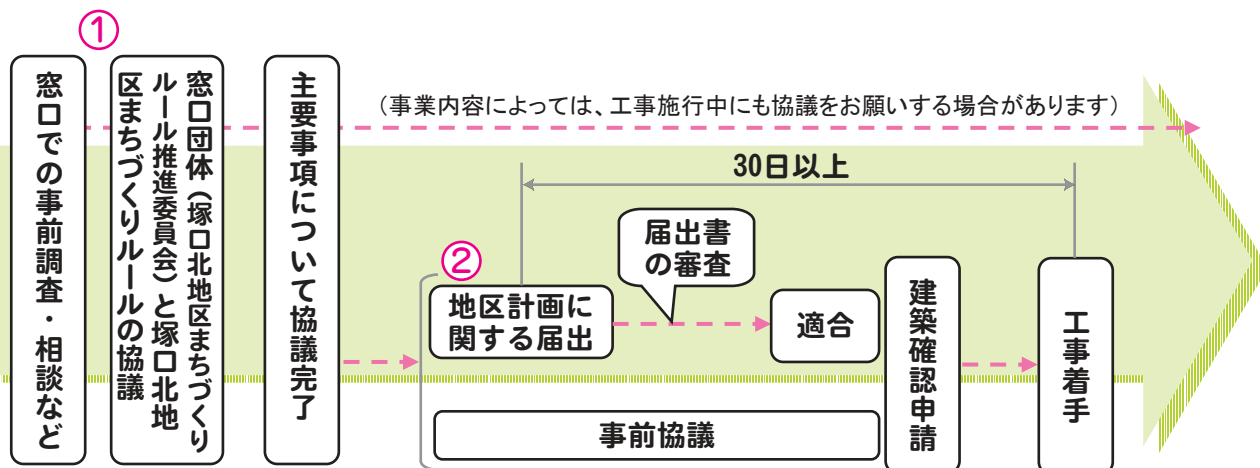 ①
窓口での事前調査・相談など
窓口団体（塚口北地区まちづくり
ルール推進委員会）と塚口北地
区まちづくりルールの協議
主要事項について協議完了
（事業内容によっては、工事施行中にも協議をお願いする場合があります）
30日以上
②
地区計画に
関する届出
届出書
の審査
適合
事前協議
建築確認申請
工事着手